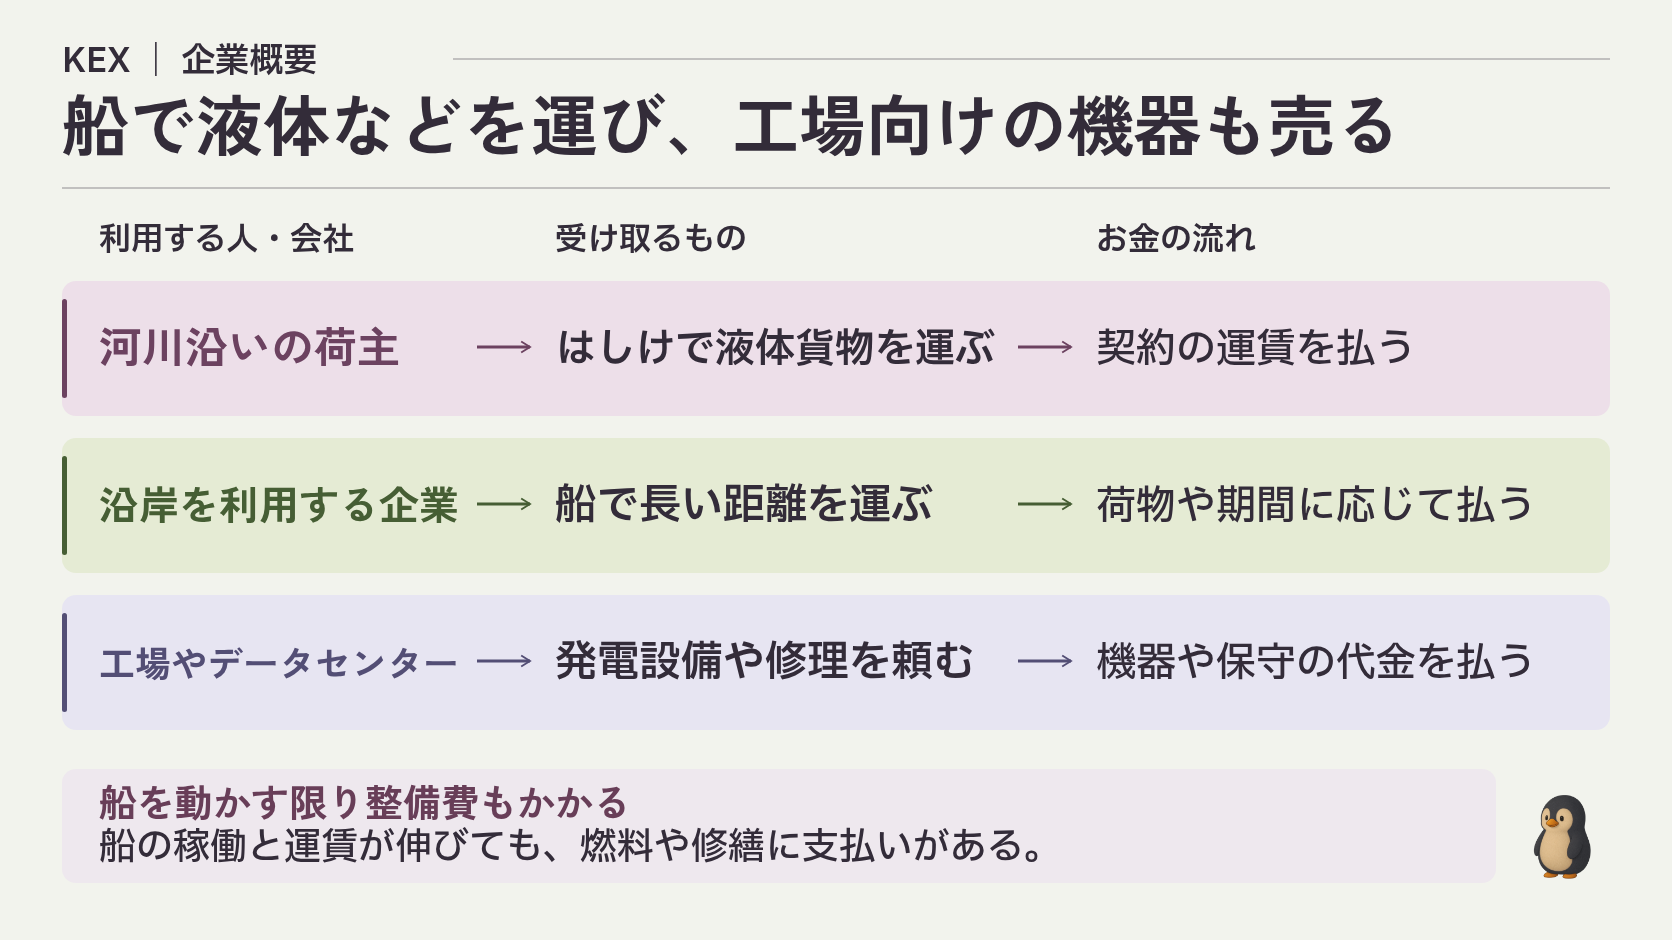 KEX｜企業概要
船で液体などを運び、工場向けの機器も売る
利用する人・会社 受け取るもの お金の流れ
河川沿いの荷主 → はしけで液体貨物を運ぶ → 契約の運賃を払う
沿岸を利用する企業 → 船で長い距離を運ぶ → 荷物や期間に応じて払う
工場やデータセンター → 発電設備や修理を頼む → 機器や保守の代金を払う
船を動かす限り整備費もかかる
船の稼働と運賃が伸びても、燃料や修繕に支払いがある。